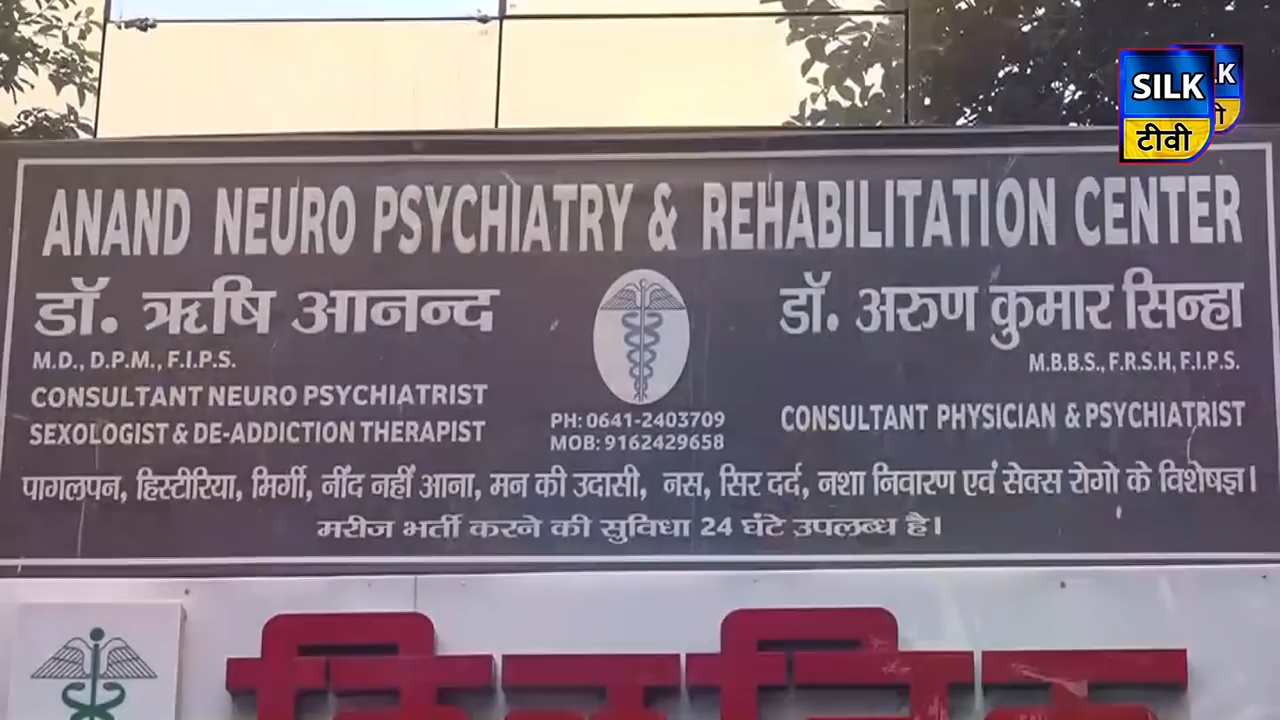 SILK
टीवी
ANAND NEURO PSYCHIATRY & REHABILITATION CENTER
डॉ. ऋषि आनन्द
M.D., D.P.M., F.I.P.S.
CONSULTANT NEURO PSYCHIATRIST
SEXOLOGIST & DE-ADDICTION THERAPIST
PH: 0641-2403709
MOB: 9162429658
डॉ. अरुण कुमार सिन्हा
M.B.B.S., F.R.S.H, F.I.P.S.
CONSULTANT PHYSICIAN & PSYCHIATRIST
पागलपन, हिस्टीरिया, मिर्गी, नींद नहीं आना, मन की उदासी, नस, सिर दर्द, नशा निवारण एवं सेक्स रोगो के विशेषज्ञ।
मरीज भर्ती करने की सुविधा 24 घंटे उपलब्ध है।